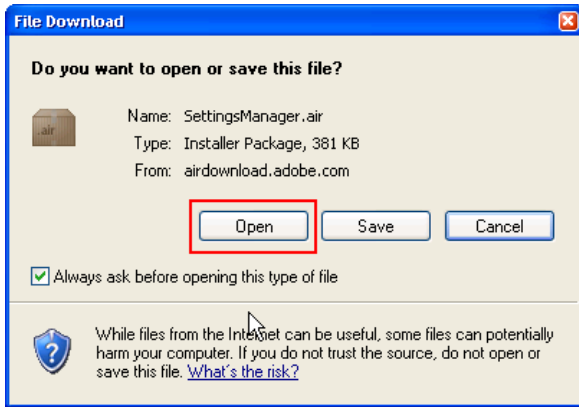 File Download
Do you want to open or save this file?
.air
Name: SettingsManager.air
Type: Installer Package, 381 KB
From: airdownload.adobe.com
Open Save Cancel
Always ask before opening this type of file
While files from the Internet can be useful, some files can potentially
harm your computer. If you do not trust the source, do not open or
save this file. What's the risk?